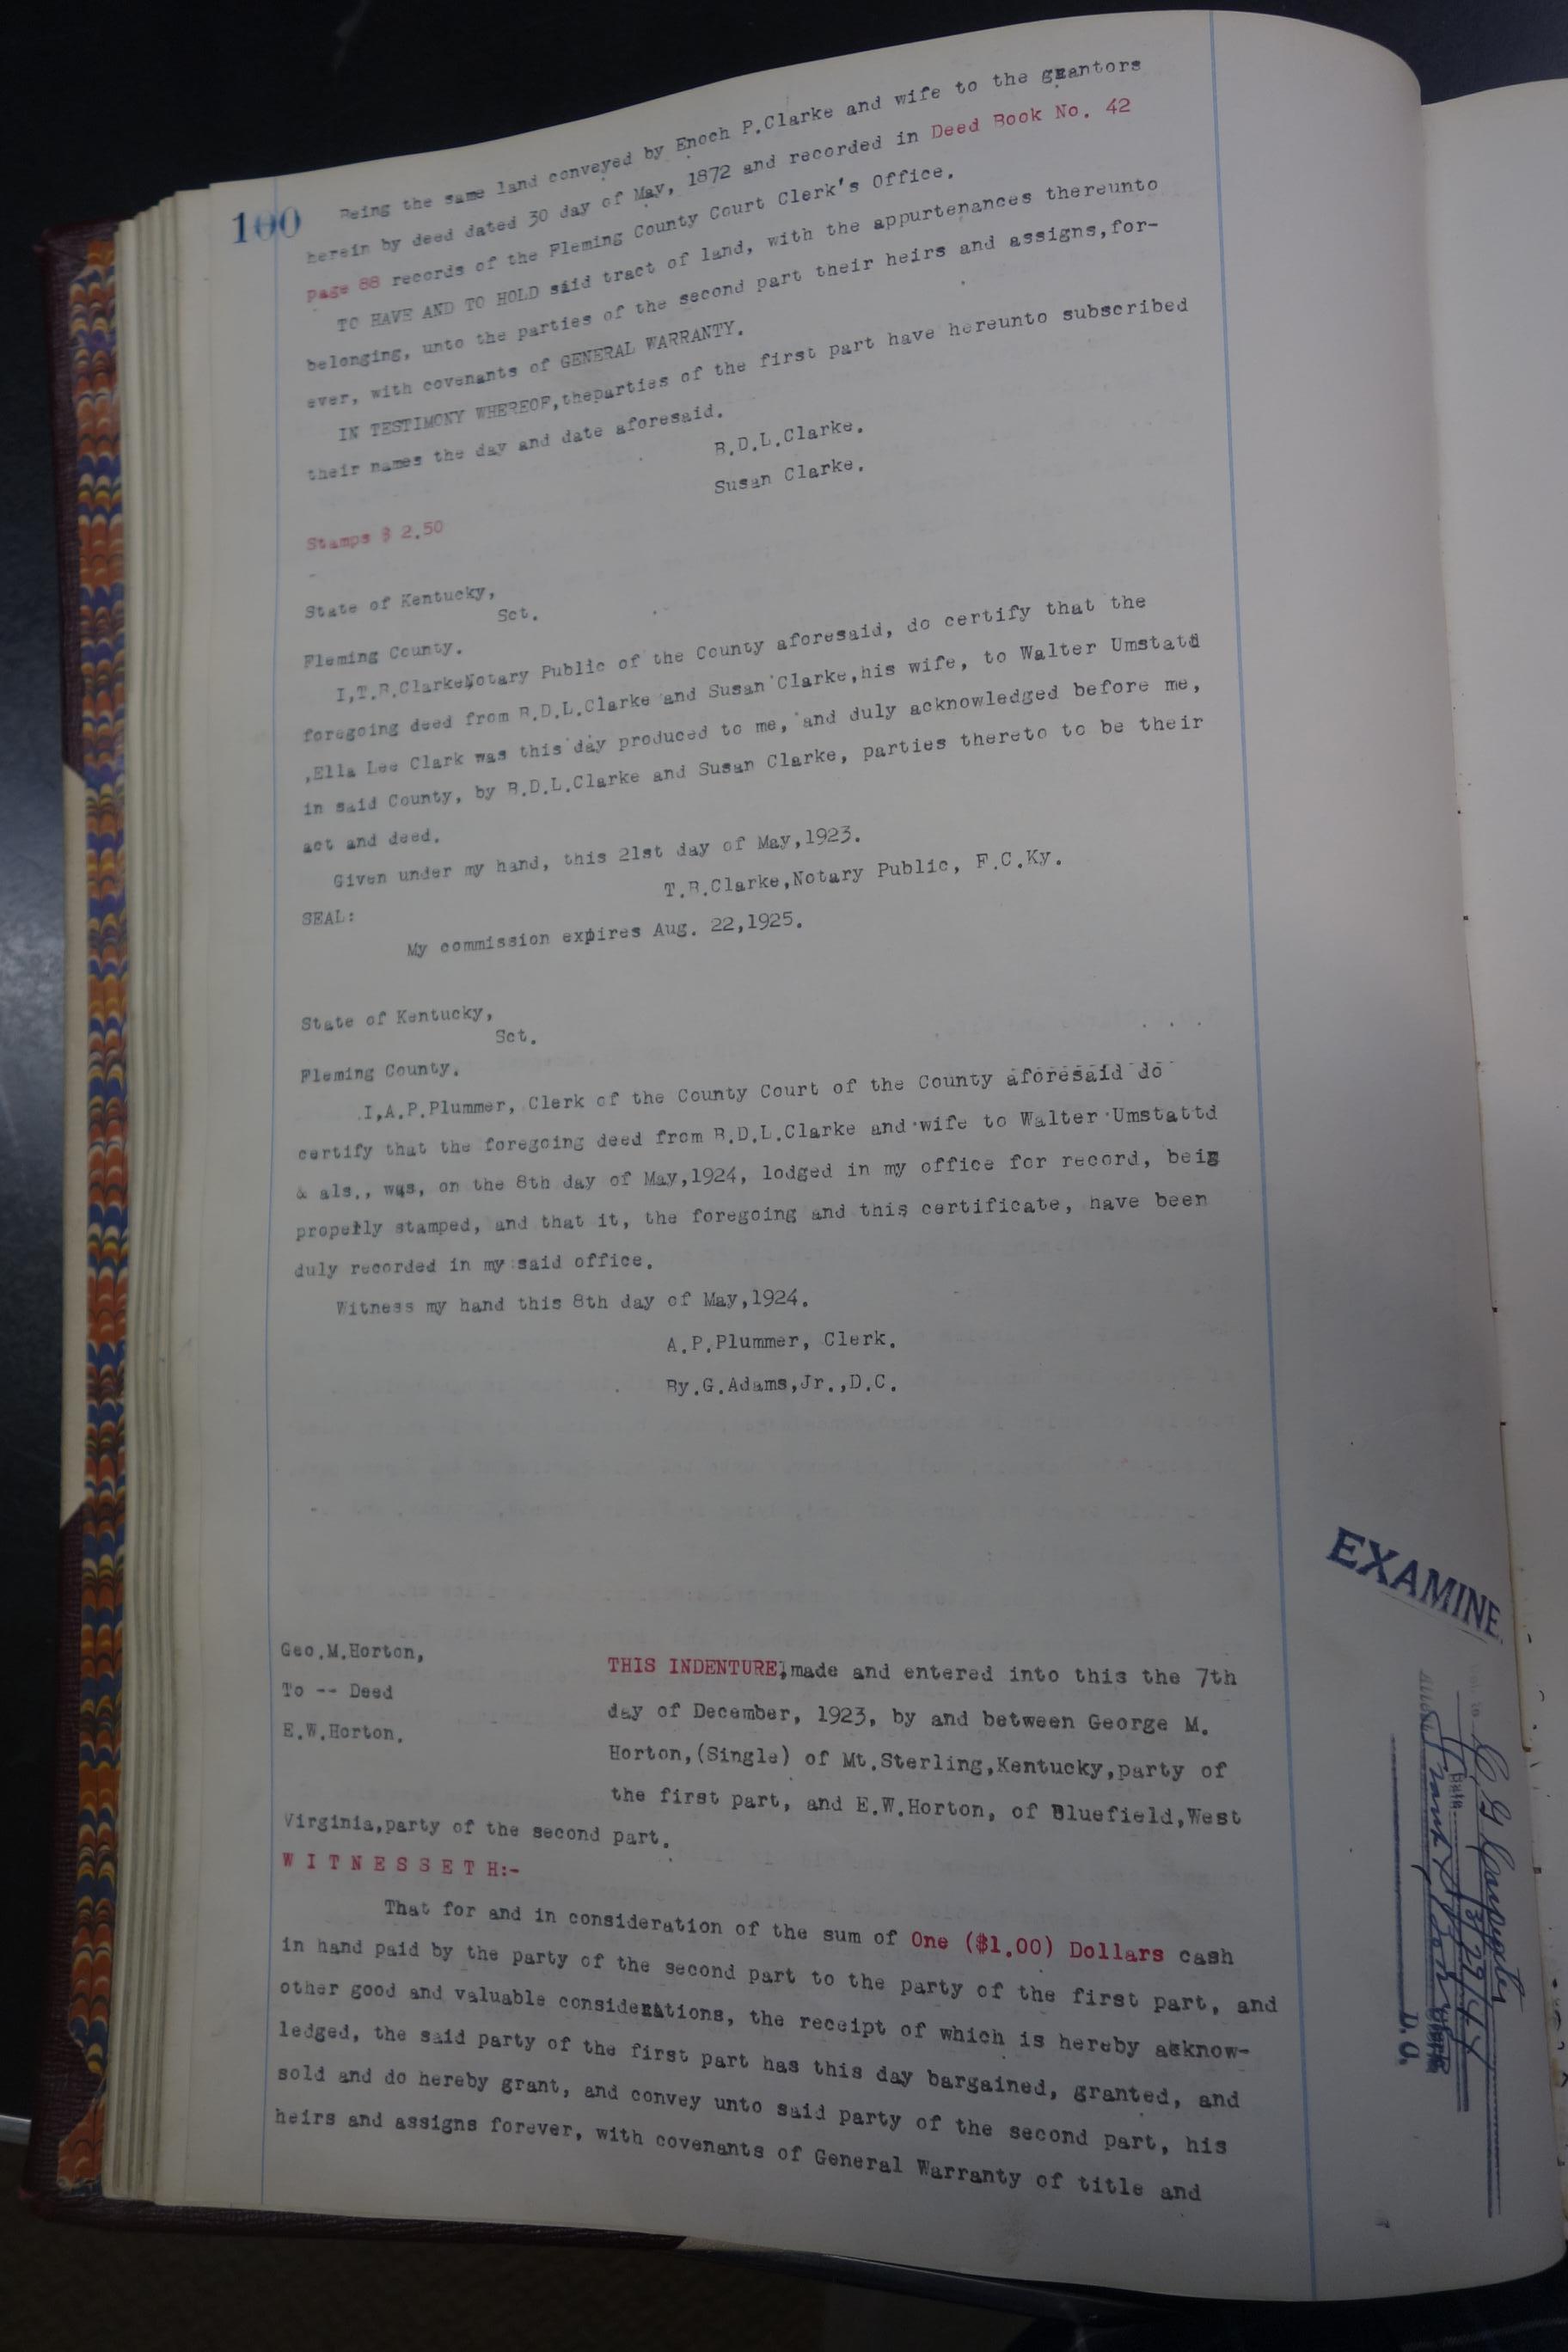 100
Being the same land conveyed by Enoch P.Clarke and wife to the grantors
herein by deed dated 30 day of May, 1872 and recorded in Deed Book No. 42
page 88 records of the Fleming County Court Clerk's Office.
TO HAVE AND TO HOLD said tract of land, with the appurtenances thereunto
belonging, unto the parties of the second part their heirs and assigns,for-
ever, with covenants of GENERAL WARRANTY.
IN TESTIMONY WHEREOF,theparties of the first part have hereunto subscribed
their names the day and date aforesaid.
B.D.L.Clarke.
Susan Clarke.
Stamps $ 2.50
State of Kentucky,
Sct.
Fleming County.
I,T.B.Clarke,Notary Public of the County aforesaid, do certify that the
foregoing deed from B.D.L.Clarke and Susan Clarke,his wife, to Walter Umstattd
,Ella Lee Clark was this day produced to me, and duly acknowledged before me,
in said County, by B.D.L.Clarke and Susan Clarke, parties thereto to be their
act and deed.
Given under my hand, this 21st day of May,1923.
T.B.Clarke,Notary Public, F.C.Ky.
SEAL:
My commission expires Aug. 22,1925.
State of Kentucky,
Sct.
Fleming County.
I,A.P.Plummer, Clerk of the County Court of the County aforesaid do
certify that the foregoing deed from B.D.L.Clarke and wife to Walter Umstattd
& als., was, on the 8th day of May,1924, lodged in my office for record, beig
properly stamped, and that it, the foregoing and this certificate, have been
duly recorded in my said office.
Witness my hand this 8th day of May,1924.
A.P.Plummer, Clerk.
By.G.Adams,Jr.,D.C.
Geo.M.Horton,
To -- Deed
E.W.Horton.
THIS INDENTURE,made and entered into this the 7th
day of December, 1923, by and between George M.
Horton,(Single) of Mt.Sterling,Kentucky,party of
the first part, and E.W.Horton, of Bluefield,West
Virginia,party of the second part.
W I T N E S S E T H:-
That for and in consideration of the sum of One ($1.00) Dollars cash
in hand paid by the party of the second part to the party of the first part, and
other good and valuable considerations, the receipt of which is hereby acknow-
ledged, the said party of the first part has this day bargained, granted, and
sold and do hereby grant, and convey unto said party of the second part, his
heirs and assigns forever, with covenants of General Warranty of title and
EXAMINE
Date
D.C.